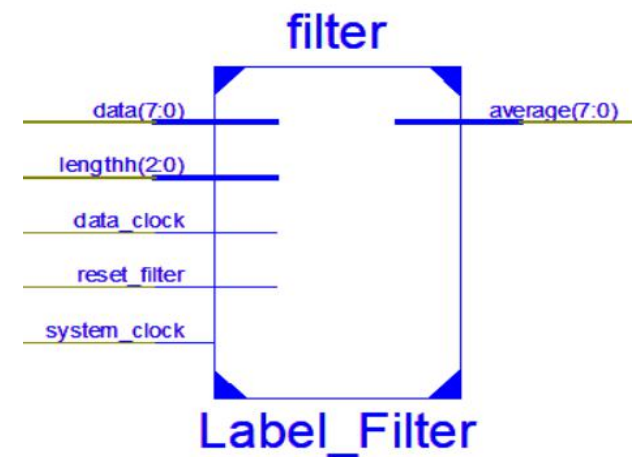 filter
data(7:0)
average(7:0)
lengthh(2:0)
data_clock
reset_filter
system_clock
Label_Filter